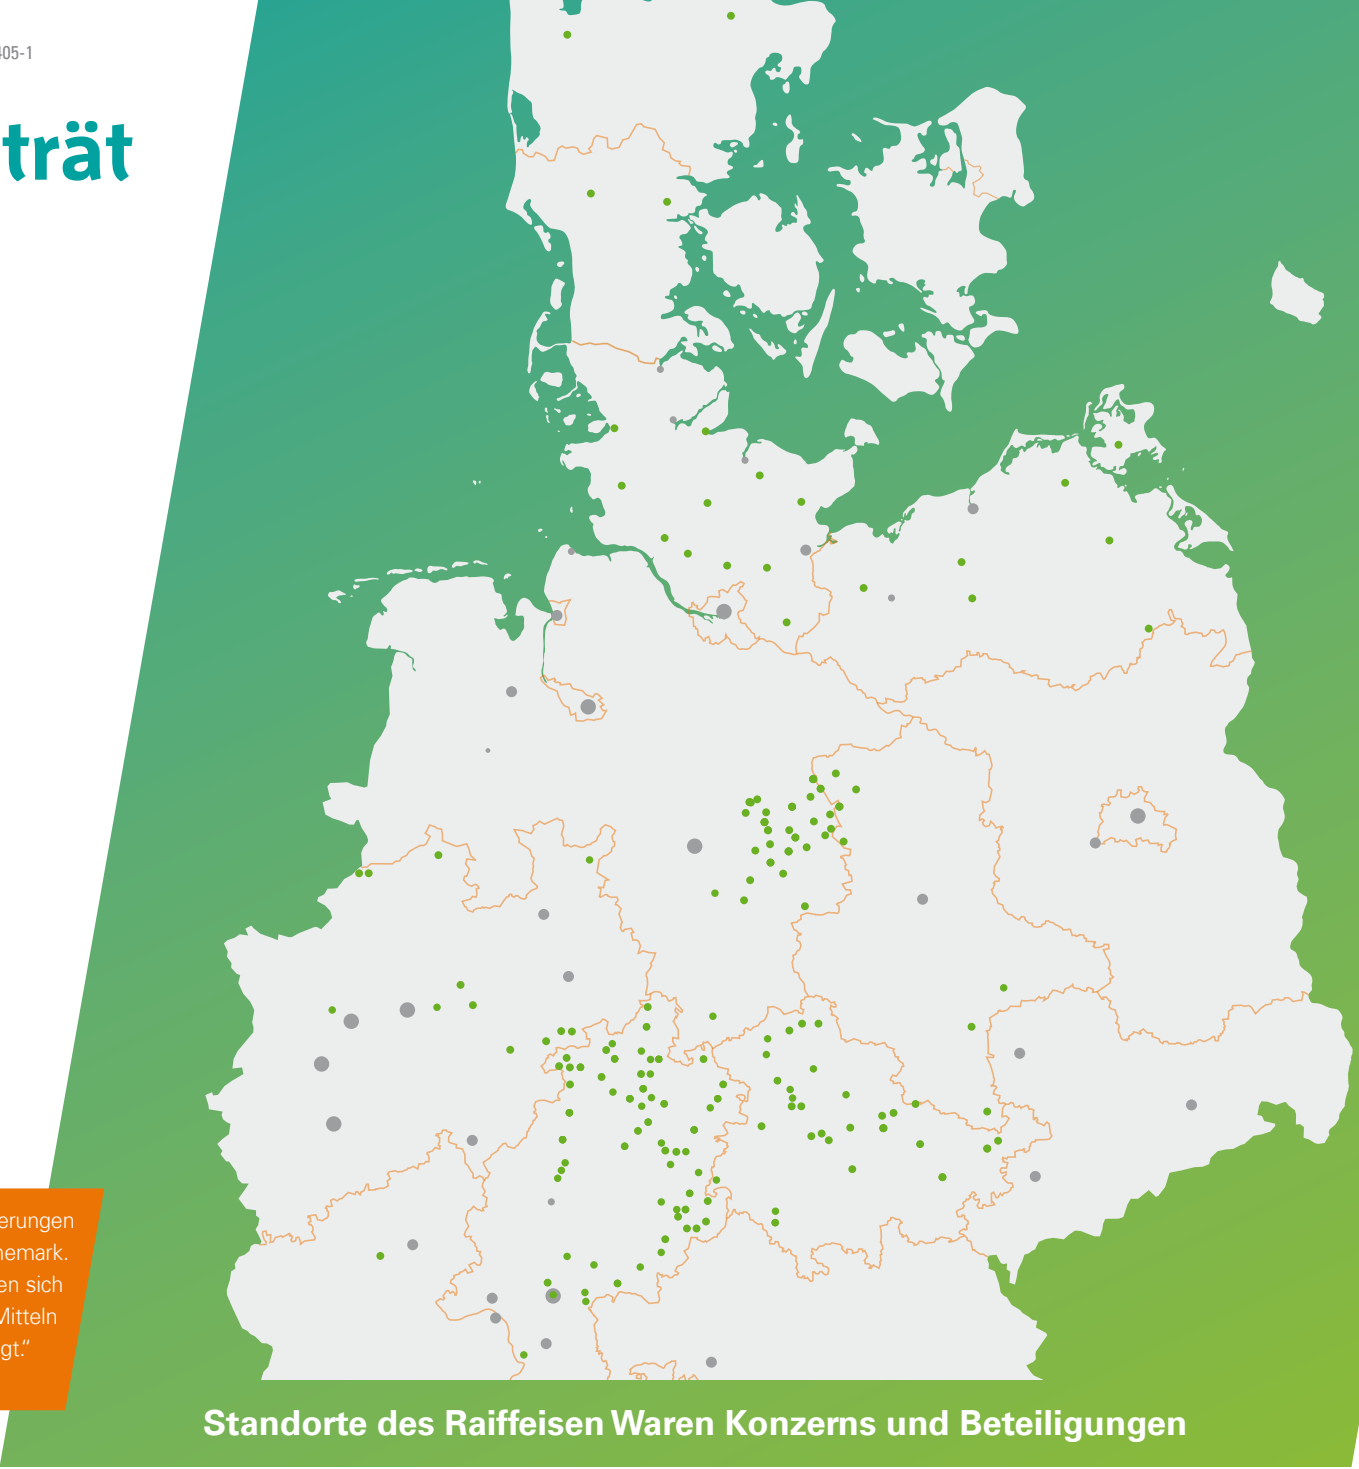 405-1
trät
erungen
nemark.
en sich
Mitteln
gt.“
Standorte des Raiffeisen Waren Konzerns und Beteiligungen